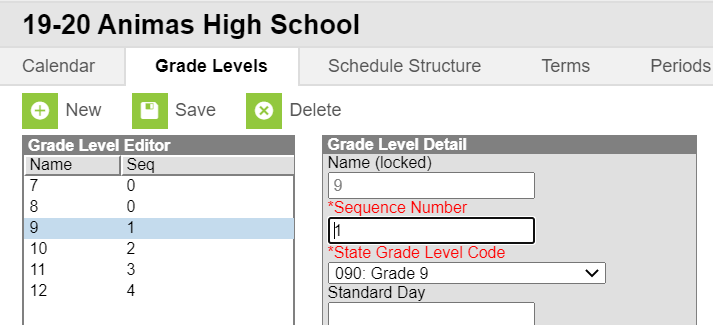 19-20 Animas High School
Calendar Grade Levels Schedule Structure Terms Periods
New Save Delete
Grade Level Editor
Name Seq
7 0
8 0
9 1
10 2
11 3
12 4
Grade Level Detail
Name (locked)
9
*Sequence Number
1
*State Grade Level Code
090: Grade 9
Standard Day